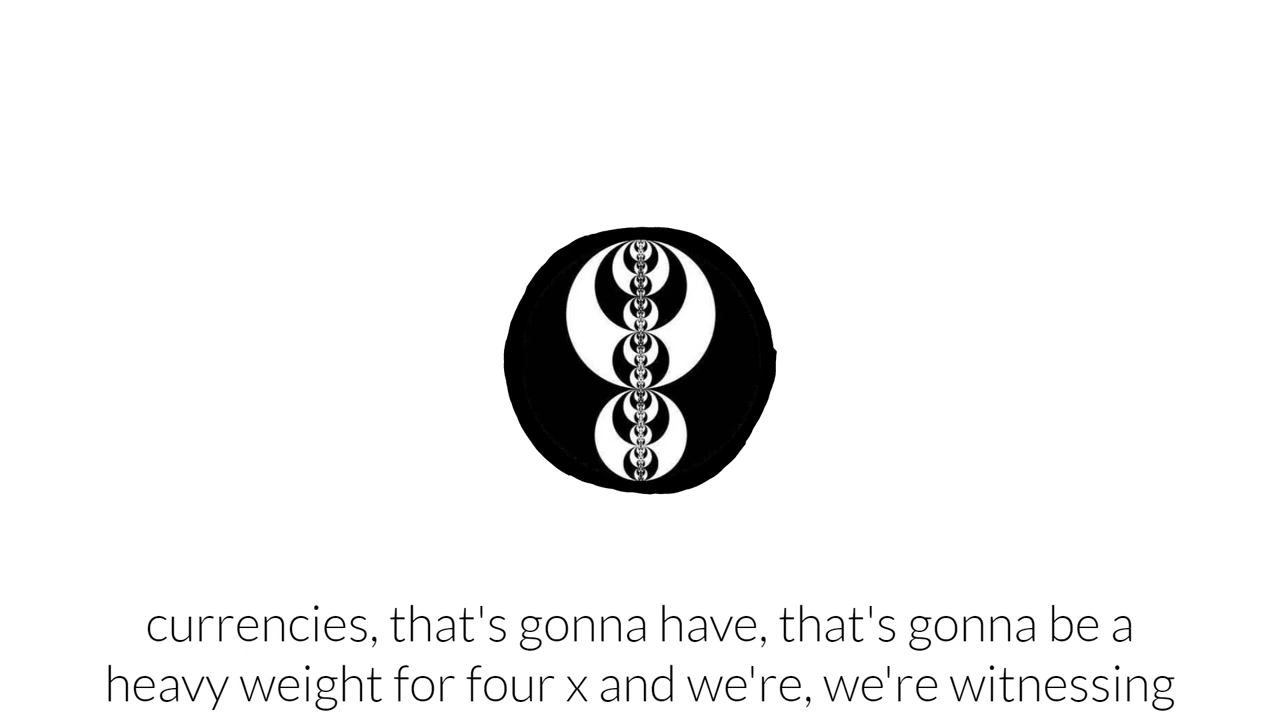 currencies, that's gonna have, that's gonna be a
heavy weight for four x and we're, we're witnessing